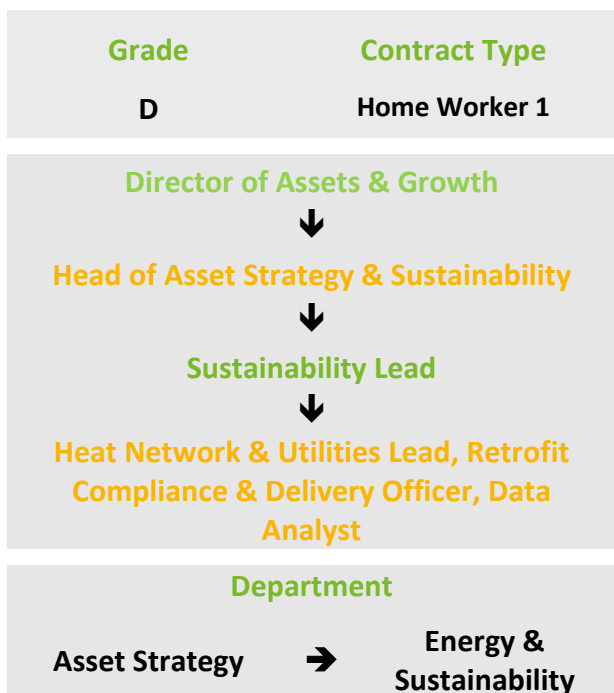 Grade Contract Type
D Home Worker 1
Director of Assets & Growth
🡻
Head of Asset Strategy & Sustainability
🡻
Sustainability Lead
🡻
Heat Network & Utilities Lead, Retrofit
Compliance & Delivery Officer, Data
Analyst
Department
Asset Strategy 🡺 Energy &
Sustainability